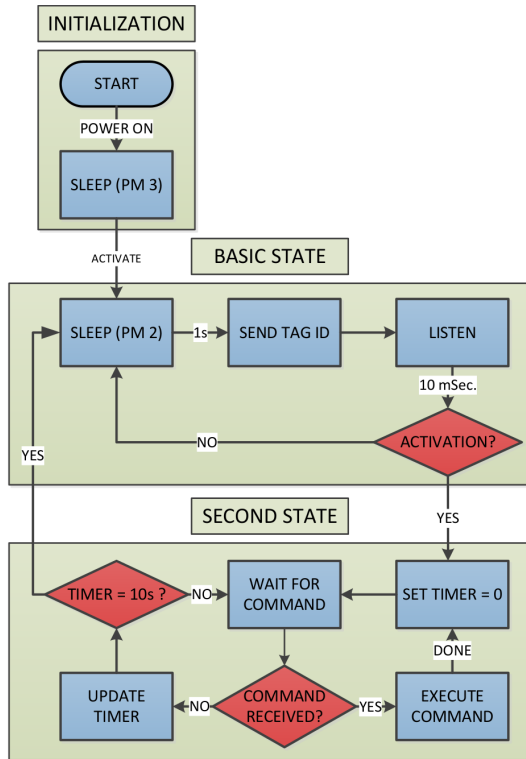 INITIALIZATION
START
POWER ON
SLEEP (PM 3)
ACTIVATE
BASIC STATE
SLEEP (PM 2)
1s
SEND TAG ID
LISTEN
10 mSec.
ACTIVATION?
NO
YES
YES
SECOND STATE
TIMER = 10s ?
NO
WAIT FOR
COMMAND
SET TIMER = 0
DONE
UPDATE
TIMER
NO
COMMAND
RECEIVED?
YES
EXECUTE
COMMAND